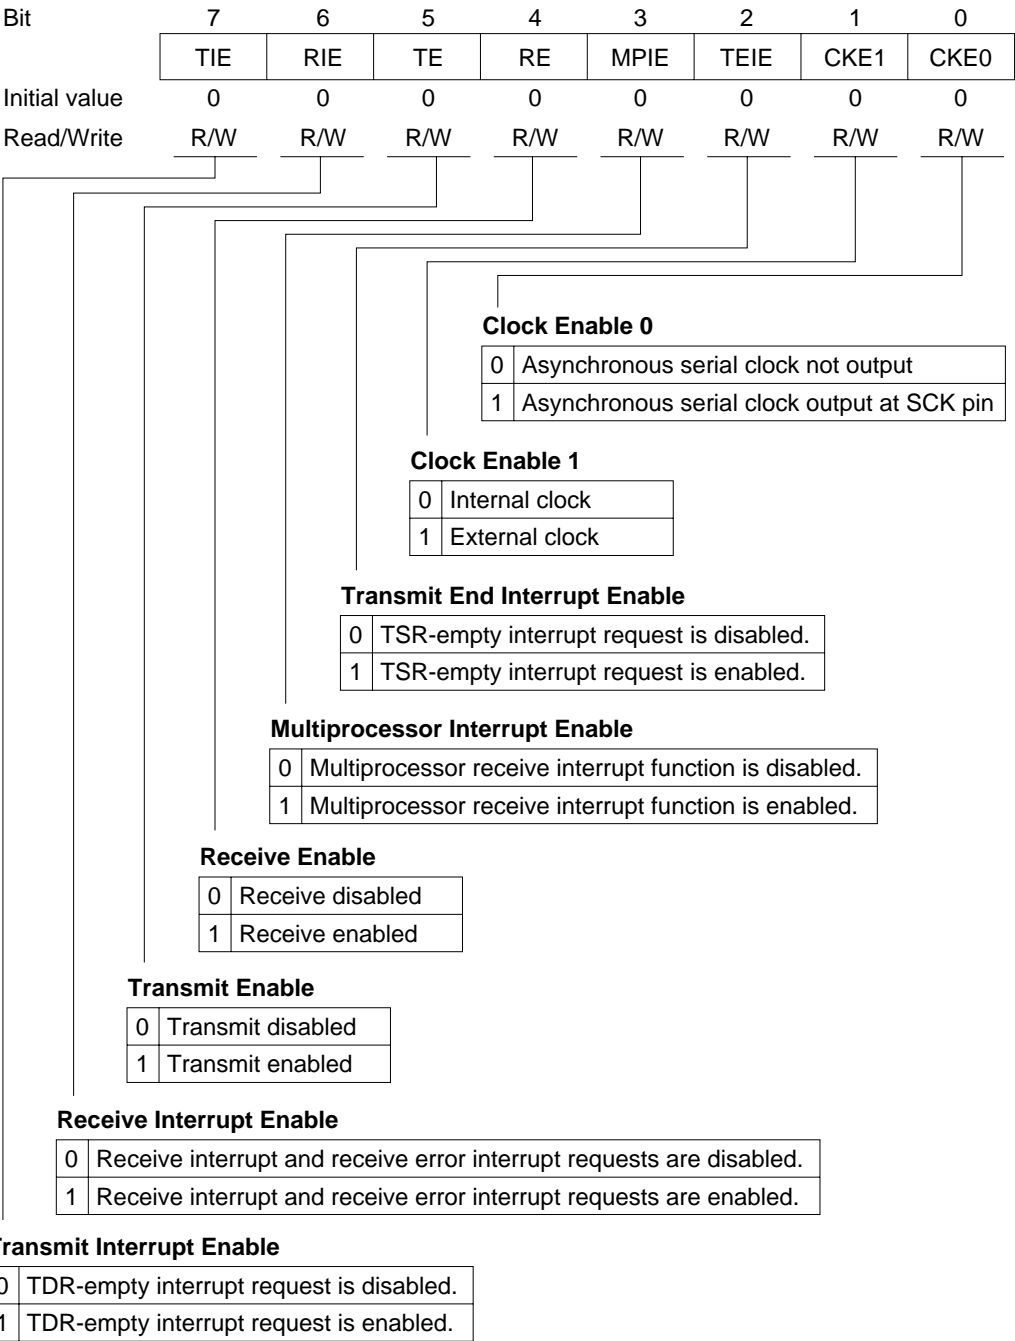 Bit 7 6 5 4 3 2 1 0
TIE RIE TE RE MPIE TEIE CKE1 CKE0
Initial value 0 0 0 0 0 0 0 0
Read/Write R/W R/W R/W R/W R/W R/W R/W R/W
Clock Enable 0
0 Asynchronous serial clock not output
1 Asynchronous serial clock output at SCK pin
Clock Enable 1
0 Internal clock
1 External clock
Transmit End Interrupt Enable
0 TSR-empty interrupt request is disabled.
1 TSR-empty interrupt request is enabled.
Multiprocessor Interrupt Enable
0 Multiprocessor receive interrupt function is disabled.
1 Multiprocessor receive interrupt function is enabled.
Receive Enable
0 Receive disabled
1 Receive enabled
Transmit Enable
0 Transmit disabled
1 Transmit enabled
Receive Interrupt Enable
0 Receive interrupt and receive error interrupt requests are disabled.
1 Receive interrupt and receive error interrupt requests are enabled.
Transmit Interrupt Enable
0 TDR-empty interrupt request is disabled.
1 TDR-empty interrupt request is enabled.